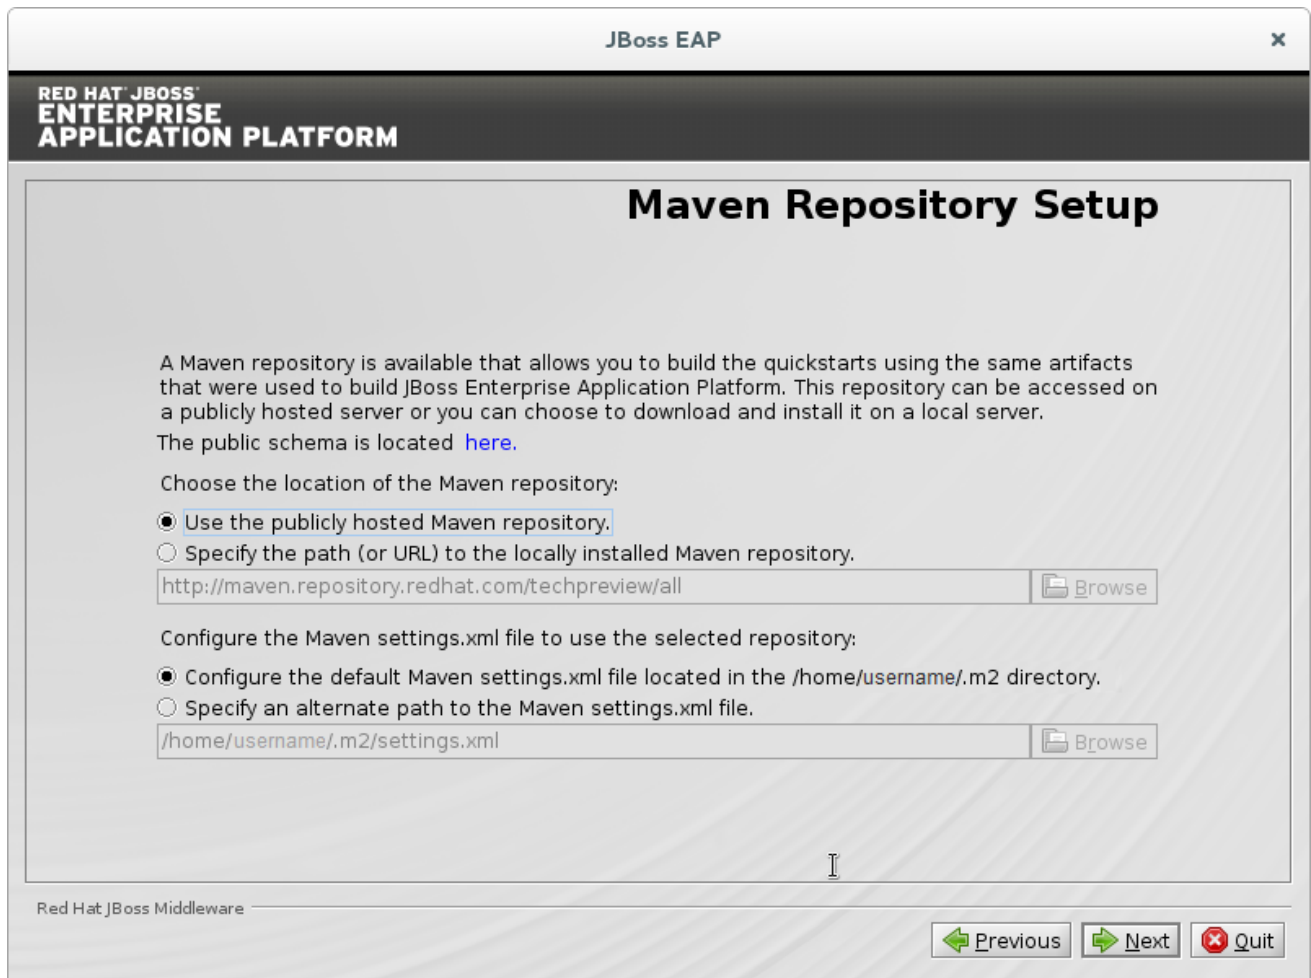 JBoss EAP
RED HAT® JBOSS®
ENTERPRISE
APPLICATION PLATFORM
Maven Repository Setup
A Maven repository is available that allows you to build the quickstarts using the same artifacts
that were used to build JBoss Enterprise Application Platform. This repository can be accessed on
a publicly hosted server or you can choose to download and install it on a local server.
The public schema is located here.
Choose the location of the Maven repository:
Use the publicly hosted Maven repository.
Specify the path (or URL) to the locally installed Maven repository.
http://maven.repository.redhat.com/techpreview/all Browse
Configure the Maven settings.xml file to use the selected repository:
Configure the default Maven settings.xml file located in the /home/username/.m2 directory.
Specify an alternate path to the Maven settings.xml file.
/home/username/.m2/settings.xml Browse
Red Hat JBoss Middleware
Previous Next Quit